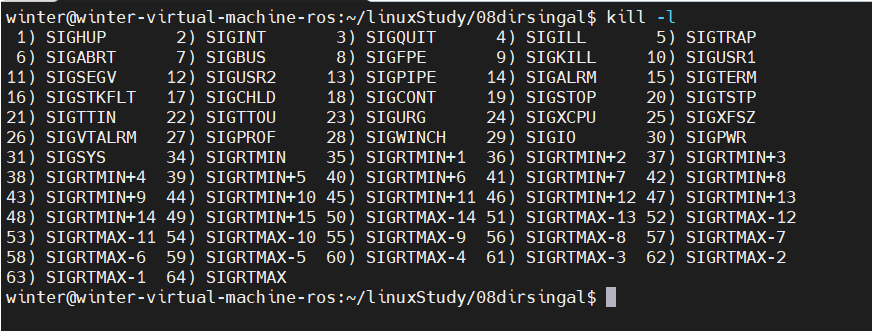 winter@winter-virtual-machine-ros:~/linuxStudy/08dirsingal$ kill -l
 1) SIGHUP       2) SIGINT       3) SIGQUIT      4) SIGILL       5) SIGTRAP
 6) SIGABRT      7) SIGBUS       8) SIGFPE       9) SIGKILL     10) SIGUSR1
11) SIGSEGV     12) SIGUSR2     13) SIGPIPE     14) SIGALRM     15) SIGTERM
16) SIGSTKFLT   17) SIGCHLD     18) SIGCONT     19) SIGSTOP     20) SIGTSTP
21) SIGTTIN     22) SIGTTOU     23) SIGURG      24) SIGXCPU     25) SIGXFSZ
26) SIGVTALRM   27) SIGPROF     28) SIGWINCH    29) SIGIO       30) SIGPWR
31) SIGSYS      34) SIGRTMIN    35) SIGRTMIN+1  36) SIGRTMIN+2  37) SIGRTMIN+3
38) SIGRTMIN+4  39) SIGRTMIN+5  40) SIGRTMIN+6  41) SIGRTMIN+7  42) SIGRTMIN+8
43) SIGRTMIN+9  44) SIGRTMIN+10 45) SIGRTMIN+11 46) SIGRTMIN+12 47) SIGRTMIN+13
48) SIGRTMIN+14 49) SIGRTMIN+15 50) SIGRTMAX-14 51) SIGRTMAX-13 52) SIGRTMAX-12
53) SIGRTMAX-11 54) SIGRTMAX-10 55) SIGRTMAX-9  56) SIGRTMAX-8  57) SIGRTMAX-7
58) SIGRTMAX-6  59) SIGRTMAX-5  60) SIGRTMAX-4  61) SIGRTMAX-3  62) SIGRTMAX-2
63) SIGRTMAX-1  64) SIGRTMAX
winter@winter-virtual-machine-ros:~/linuxStudy/08dirsingal$